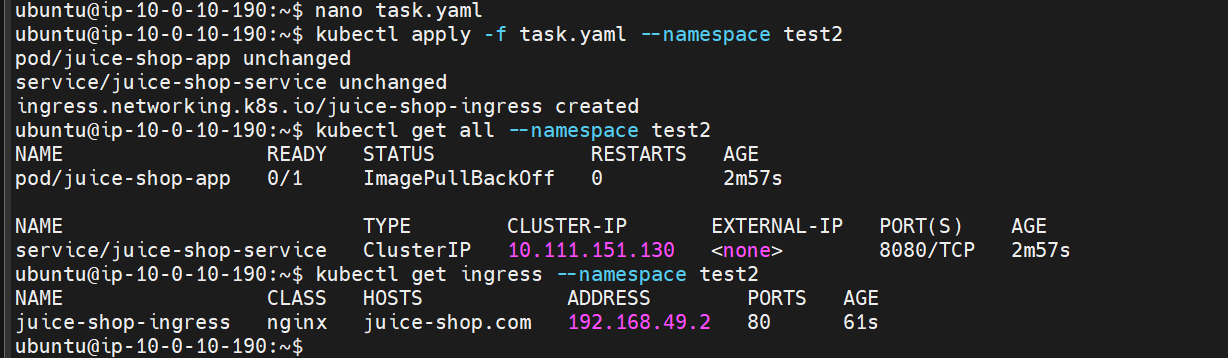 ubuntu@ip-10-0-10-190:~$ nano task.yaml
ubuntu@ip-10-0-10-190:~$ kubectl apply -f task.yaml --namespace test2
pod/juice-shop-app unchanged
service/juice-shop-service unchanged
ingress.networking.k8s.io/juice-shop-ingress created
ubuntu@ip-10-0-10-190:~$ kubectl get all --namespace test2
NAME                 READY   STATUS             RESTARTS   AGE
pod/juice-shop-app   0/1     ImagePullBackOff   0          2m57s

NAME                         TYPE        CLUSTER-IP       EXTERNAL-IP   PORT(S)    AGE
service/juice-shop-service   ClusterIP   10.111.151.130   <none>        8080/TCP   2m57s
ubuntu@ip-10-0-10-190:~$ kubectl get ingress --namespace test2
NAME                 CLASS   HOSTS            ADDRESS        PORTS   AGE
juice-shop-ingress   nginx   juice-shop.com   192.168.49.2   80      61s
ubuntu@ip-10-0-10-190:~$